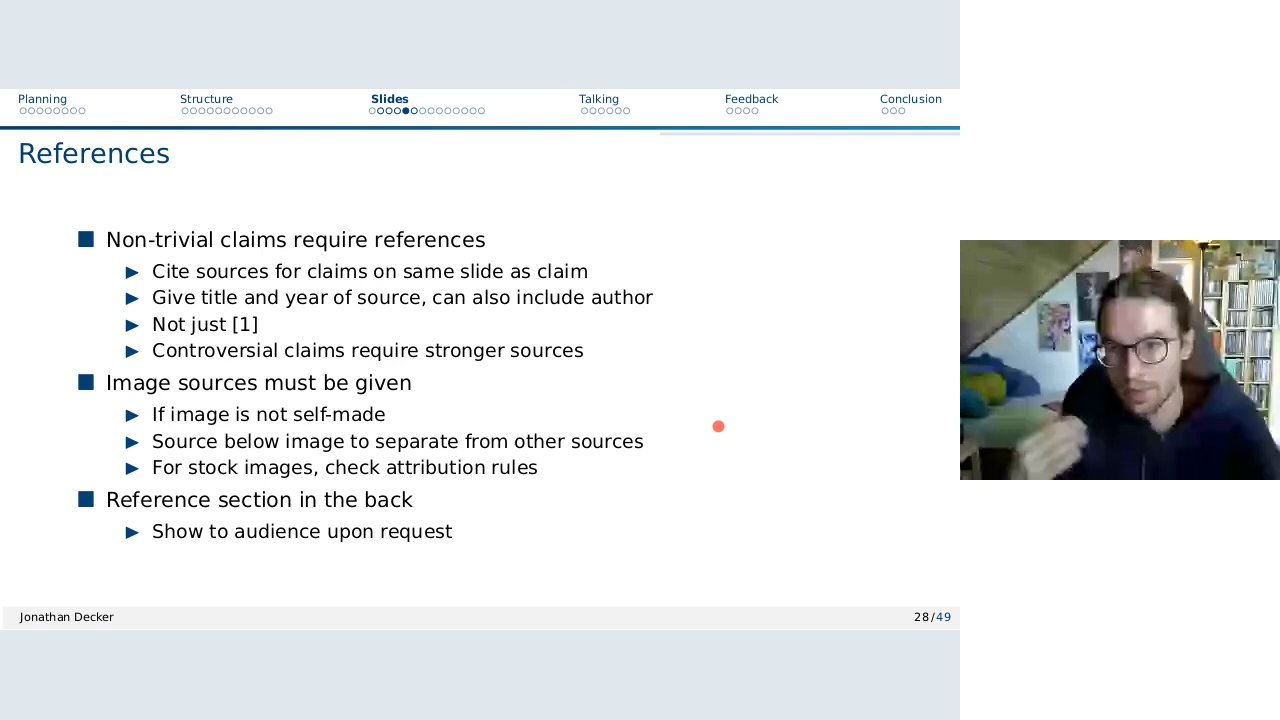 Planning Structure Slides Talking Feedback Conclusion
References
Non-trivial claims require references
Cite sources for claims on same slide as claim
Give title and year of source, can also include author
Not just [1]
Controversial claims require stronger sources
Image sources must be given
If image is not self-made
Source below image to separate from other sources
For stock images, check attribution rules
Reference section in the back
Show to audience upon request
Jonathan Decker 28/49